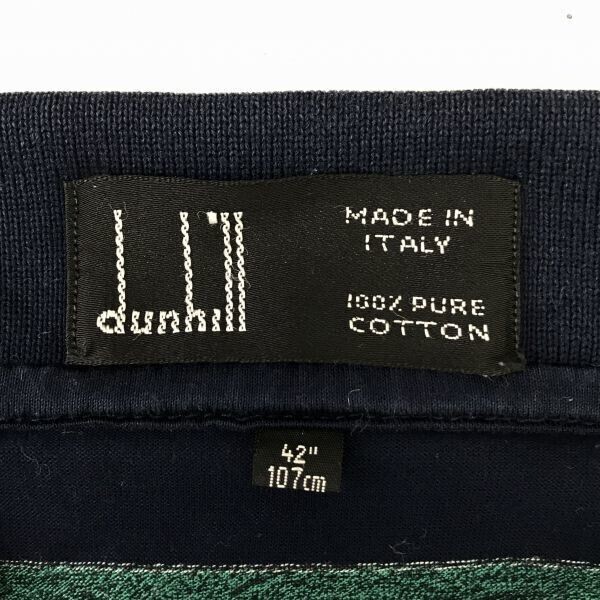 dunhill
MADE IN
ITALY
100% PURE
COTTON
42"
107cm